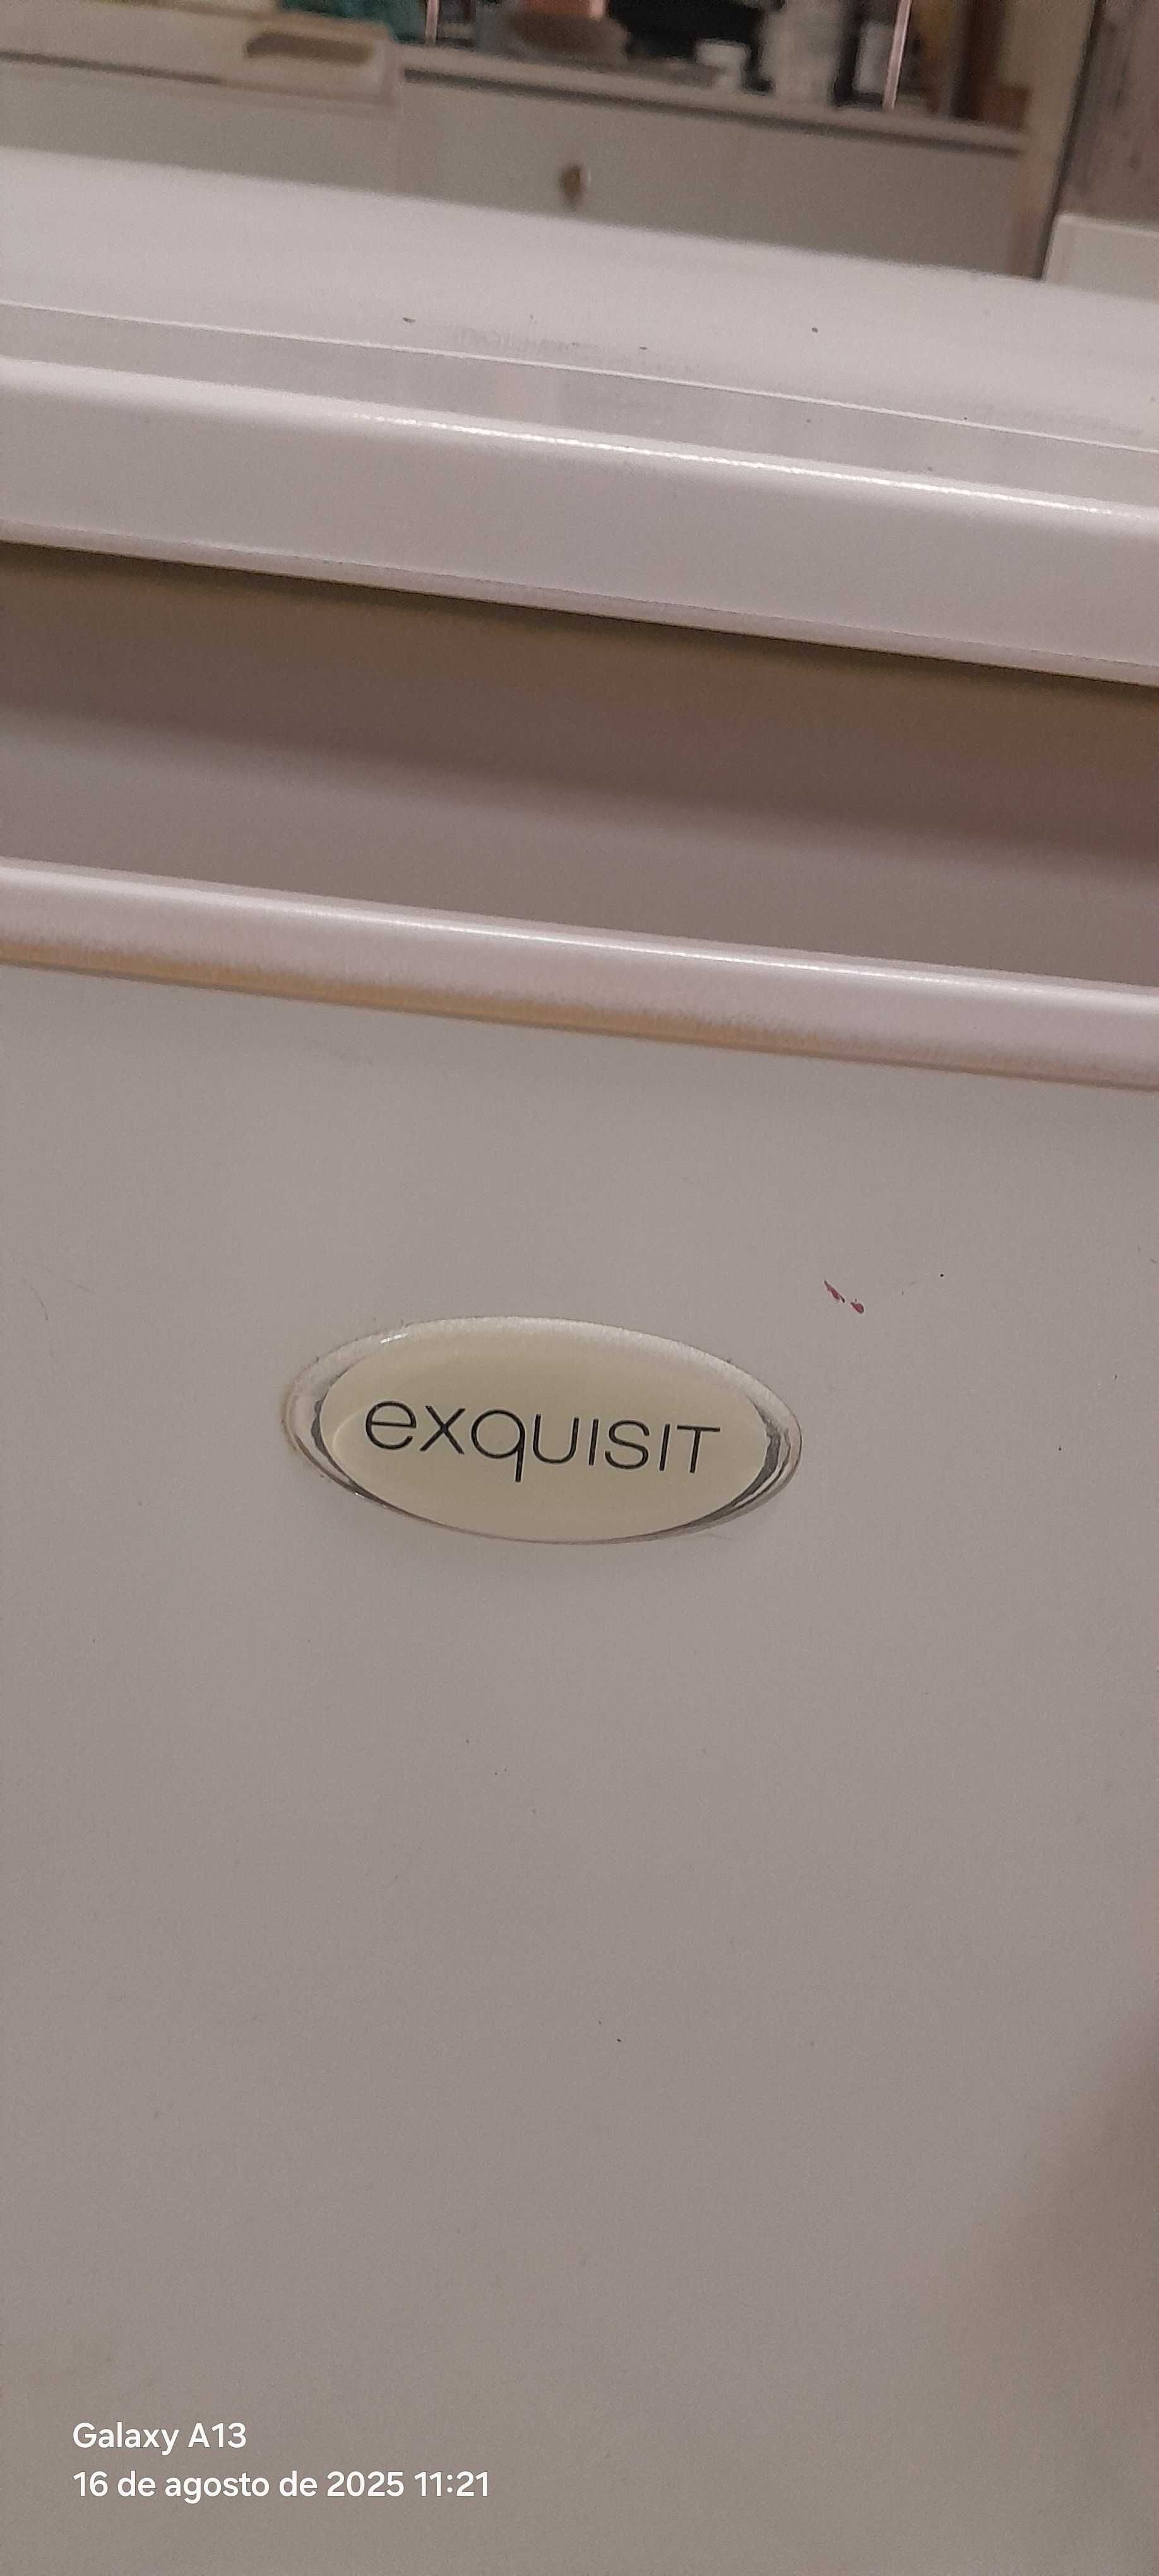 exquisit
Galaxy A13
16 de agosto de 2025 11:21